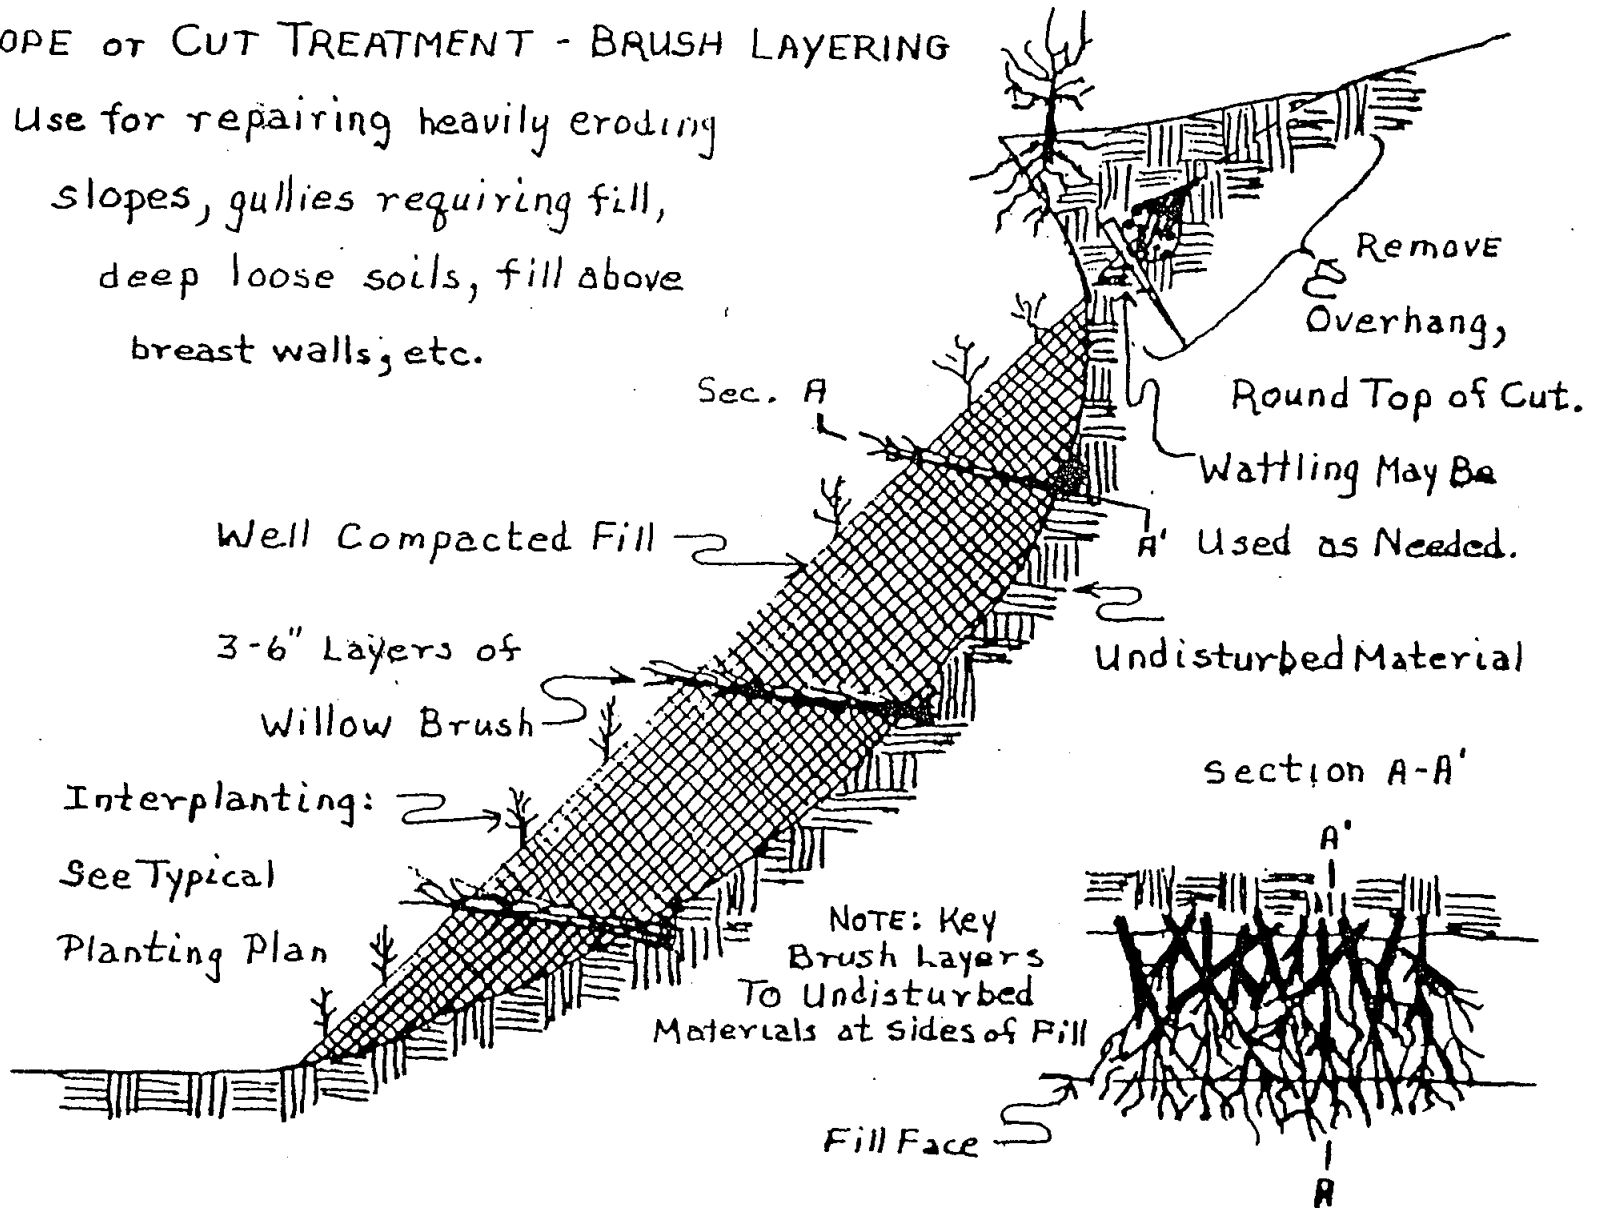 OPE or CUT TREATMENT - BRUSH LAYERING
Use for repairing heavily eroding
slopes, gullies requiring fill,
deep loose soils, fill above
breast walls, etc.
Remove
Overhang,
Round Top of Cut.
Sec. A
Wattling May Be
A' Used as Needed.
Well Compacted Fill
Undisturbed Material
3-6" Layers of
Willow Brush
Interplanting:
See Typical
Planting Plan
NOTE: Key
Brush Layers
To Undisturbed
Materials at Sides of Fill
Section A-A'
A'
Fill Face
A